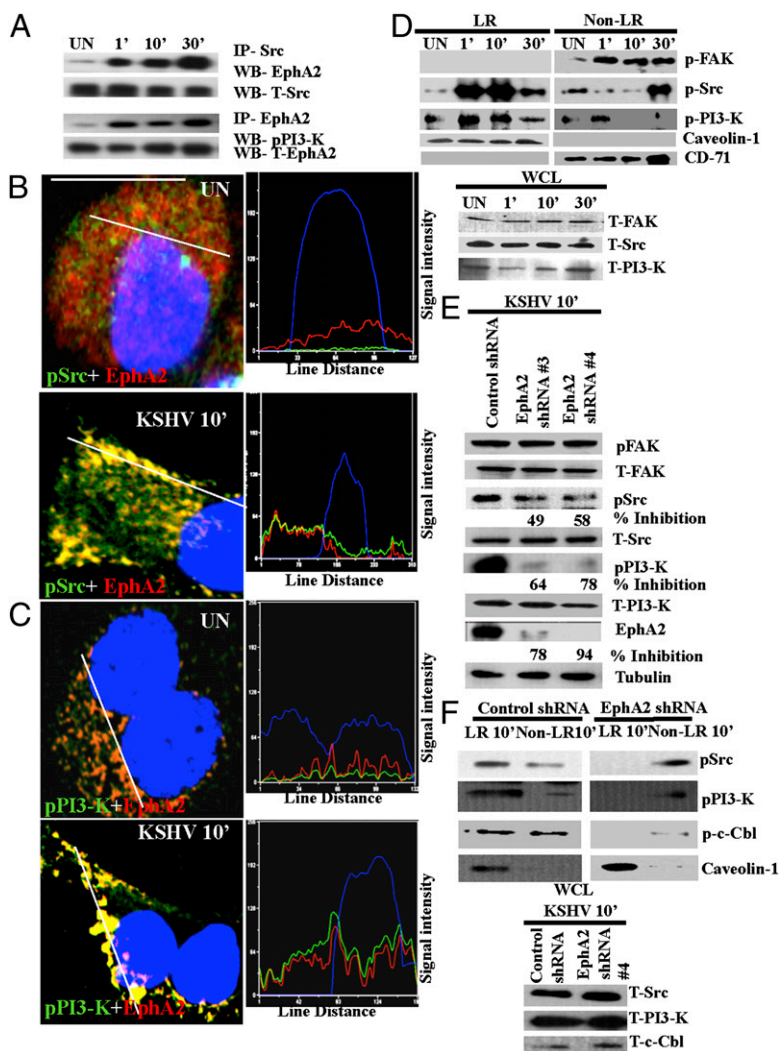 A
UN 1' 10' 30'
IP- Src
WB- EphA2
WB- T-Src
IP- EphA2
WB- pPI3-K
WB- T-EphA2
B
UN
pSrc+ EphA2
Signal intensity
Line Distance
KSHV 10'
pSrc+ EphA2
Signal intensity
Line Distance
C
UN
pPI3-K+EphA2
Signal intensity
Line Distance
KSHV 10'
pPI3-K+EphA2
Signal intensity
Line Distance
D
LR Non-LR
UN 1' 10' 30' UN 1' 10' 30'
p-FAK
p-Src
p-PI3-K
Caveolin-1
CD-71
WCL
UN 1' 10' 30'
T-FAK
T-Src
T-PI3-K
E
KSHV 10'
Control shRNA
EphA2
shRNA #3
EphA2
shRNA #4
pFAK
T-FAK
pSrc
49 58 % Inhibition
T-Src
pPI3-K
64 78 % Inhibition
T-PI3-K
EphA2
78 94 % Inhibition
Tubulin
F
Control shRNA EphA2 shRNA
LR 10' Non-LR10' LR 10' Non-LR 10'
pSrc
pPI3-K
p-c-Cbl
Caveolin-1
WCL
KSHV 10'
Control
shRNA
EphA2
shRNA
#4
T-Src
T-PI3-K
T-c-Cbl